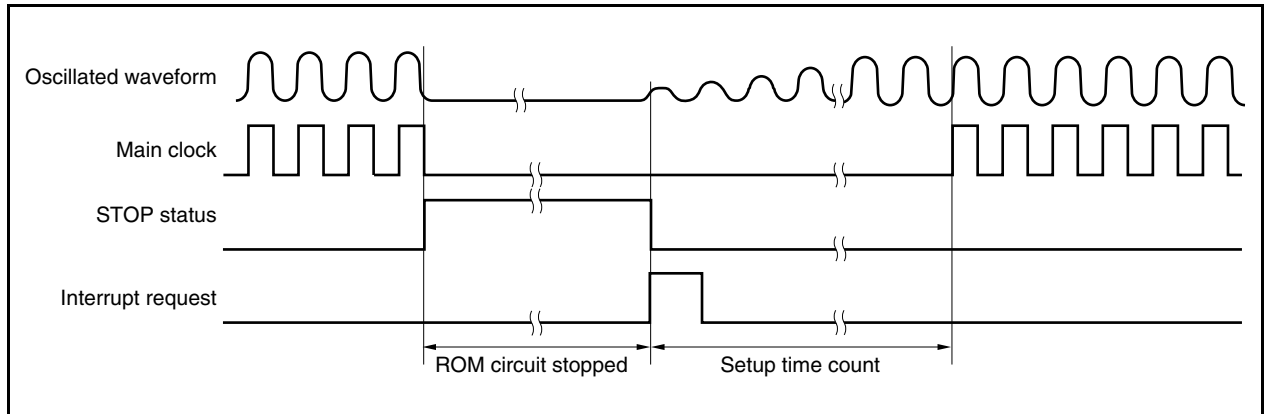 Oscillated waveform
Main clock
STOP status
Interrupt request
ROM circuit stopped
Setup time count